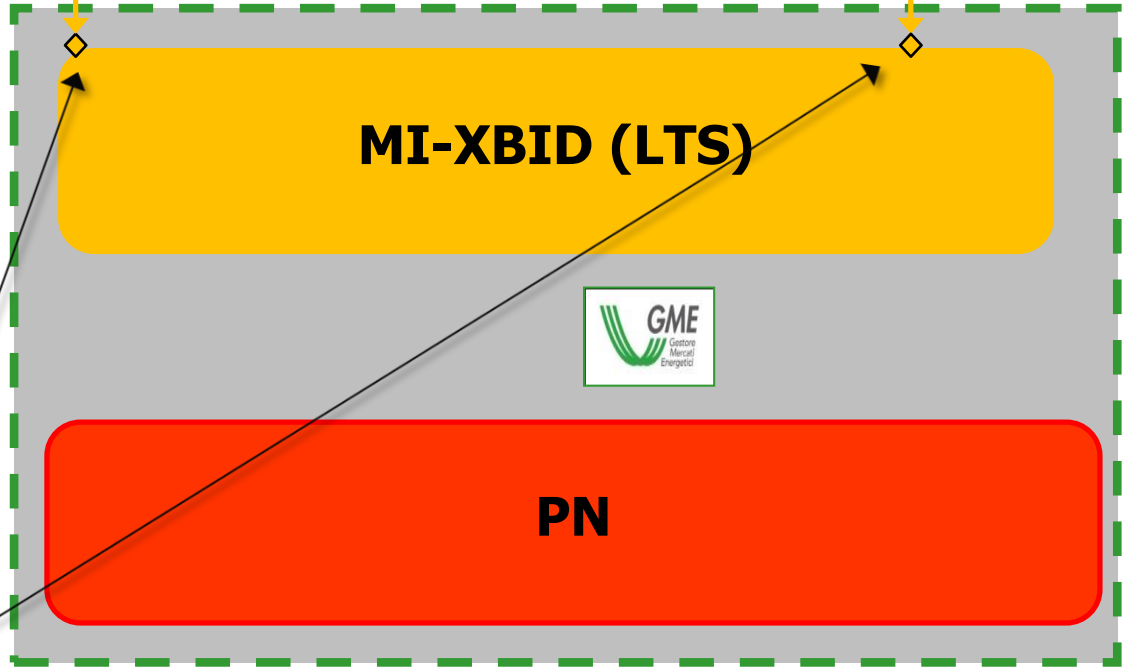 MI-XBID (LTS)
GME
Gestore
Mercati
Energetici
PN